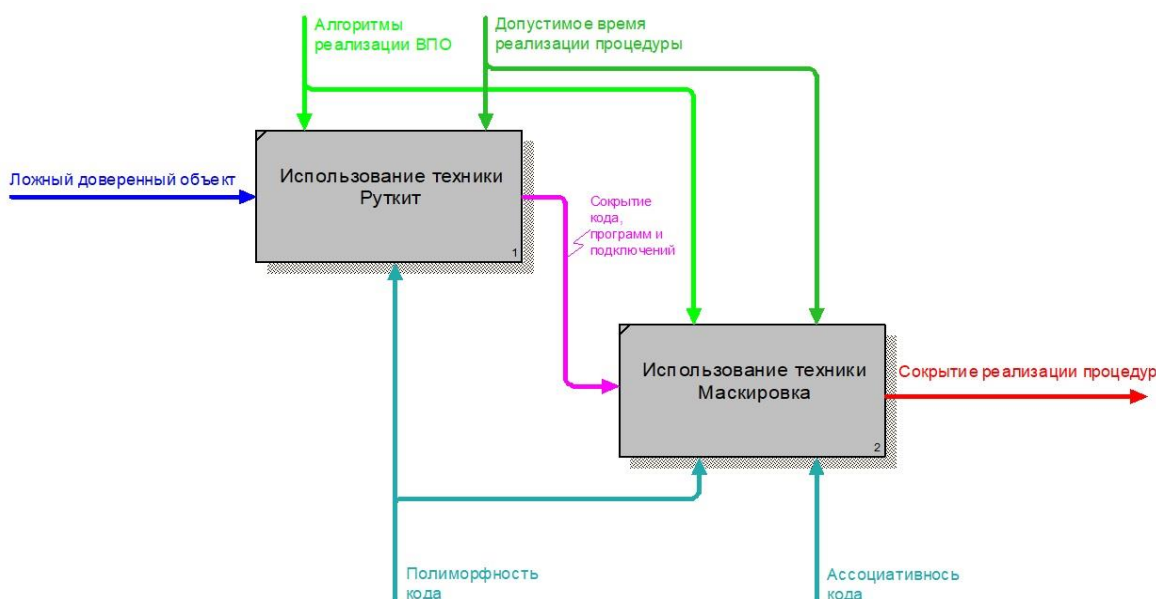 Алгоритмы
реализации ВПО
Допустимое время
реализации процедуры
Ложный доверенный объект
Использование техники
Руткит
1
Сокрытие
кода,
программ и
подключений
Использование техники
Маскировка
2
Сокрытие реализации процедур
Полиморфность
кода
Ассоциативнось
кода